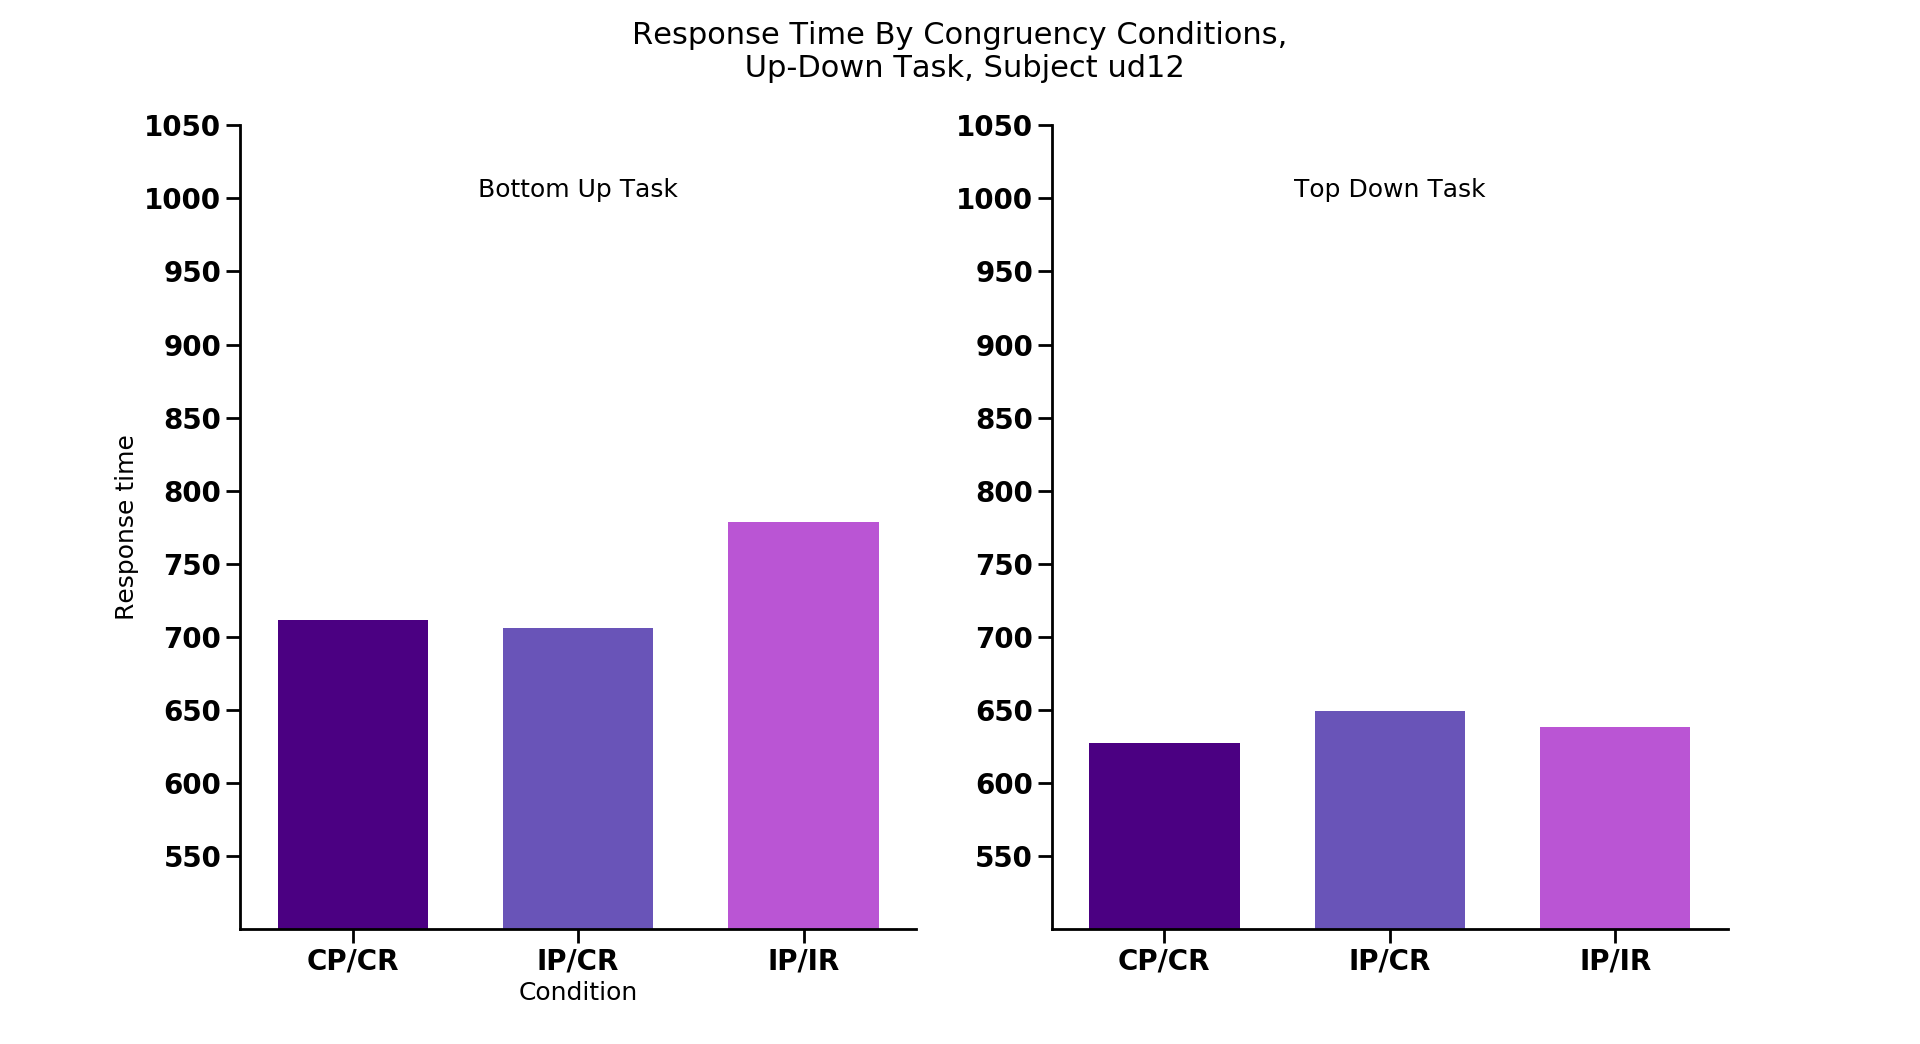 Response Time By Congruency Conditions,
Up-Down Task, Subject ud12
Bottom Up Task
1050
1000
950
900
850
800
750
700
650
600
550
Response time
CP/CR
IP/CR
IP/IR
Condition
Top Down Task
1050
1000
950
900
850
800
750
700
650
600
550
CP/CR
IP/CR
IP/IR